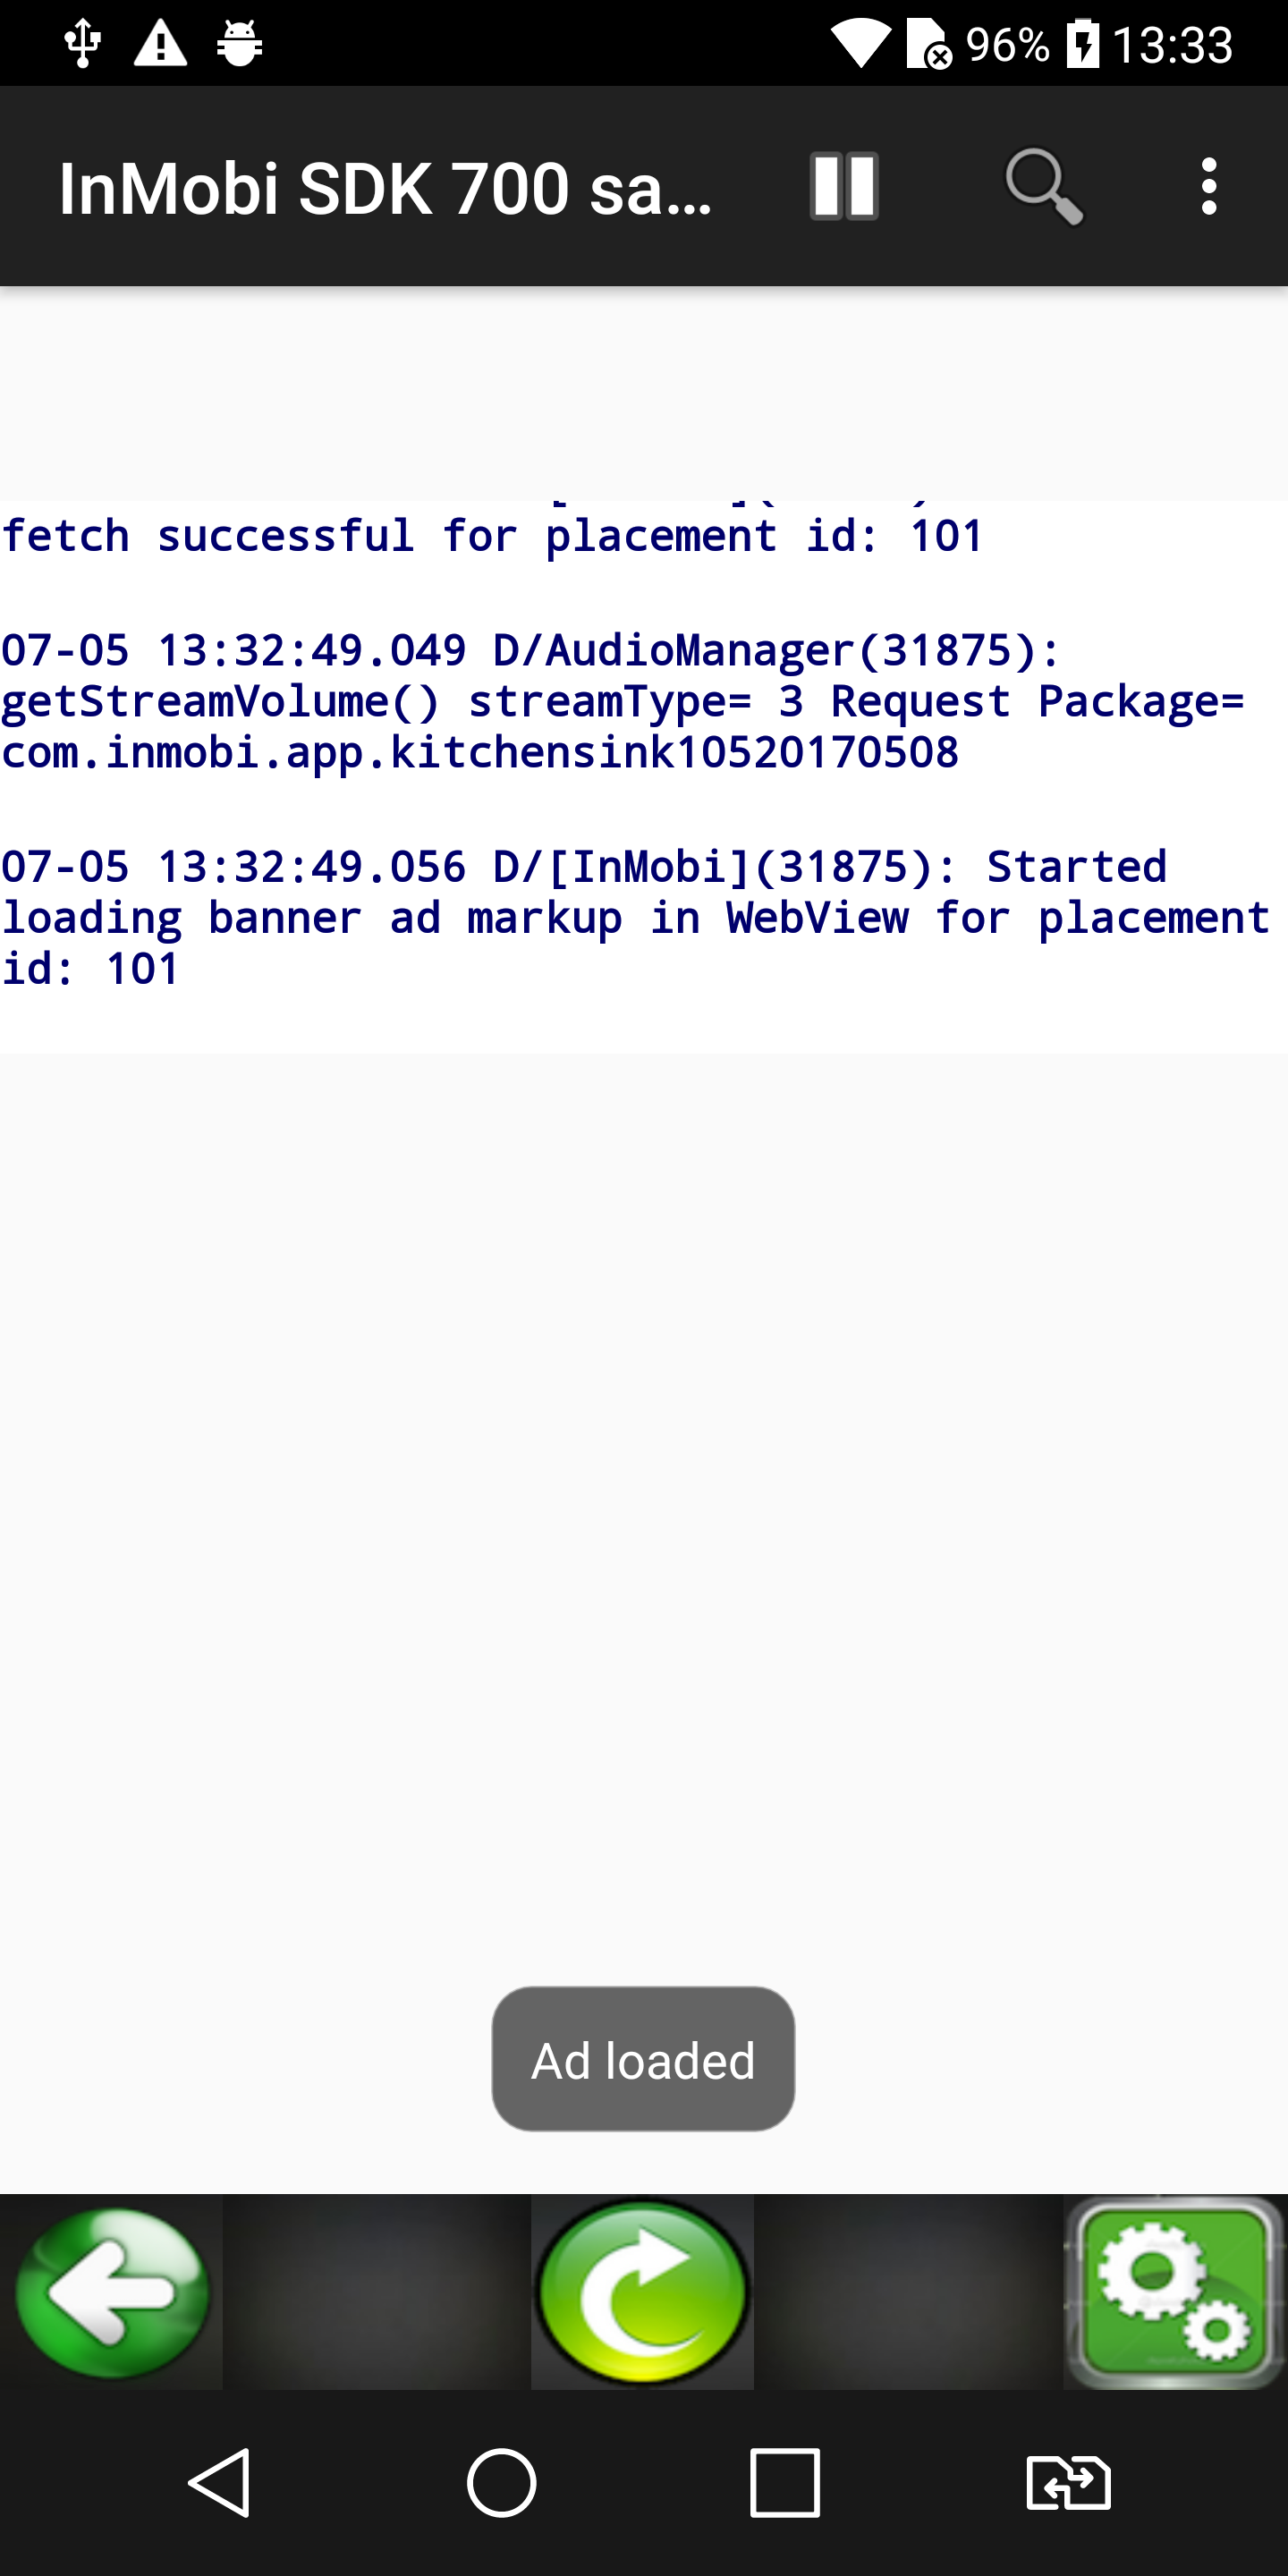 96% 13:33
InMobi SDK 700 sa...
fetch successful for placement id: 101
07-05 13:32:49.049 D/AudioManager(31875):
getStreamVolume() streamType= 3 Request Package=
com.inmobi.app.kitchensink10520170508
07-05 13:32:49.056 D/[InMobi](31875): Started
loading banner ad markup in WebView for placement
id: 101
Ad loaded